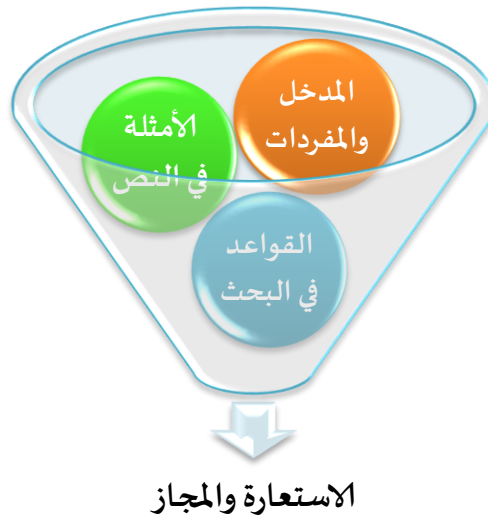 المدخل
والمفردات
الأمثلة
في النص
القواعد
في البحث
الاستعارة والمجاز